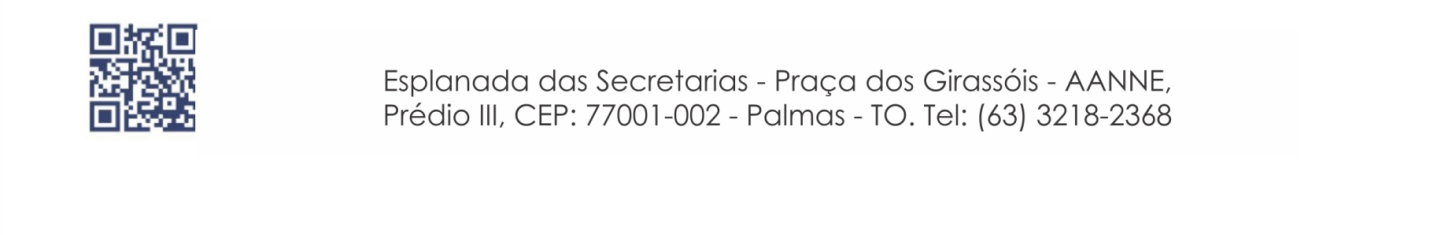 Esplanada das Secretarias - Praça dos Girassóis - AANNE,
Prédio III, CEP: 77001-002 - Palmas - TO. Tel: (63) 3218-2368